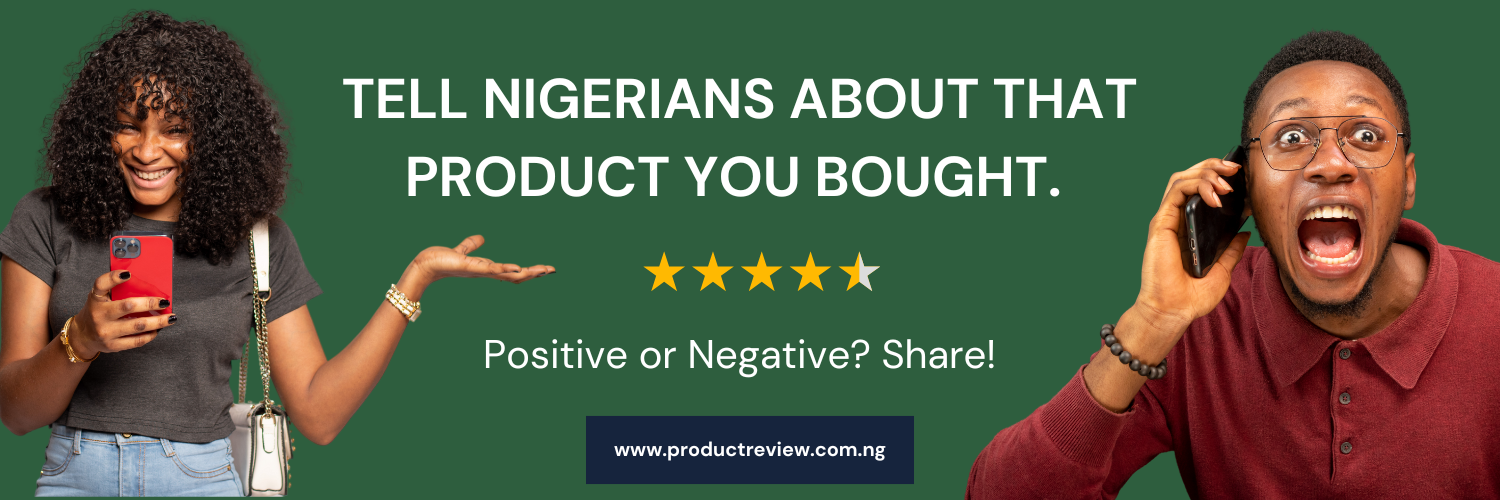 TELL NIGERIANS ABOUT THAT
PRODUCT YOU BOUGHT.
Positive or Negative? Share!
www.productreview.com.ng